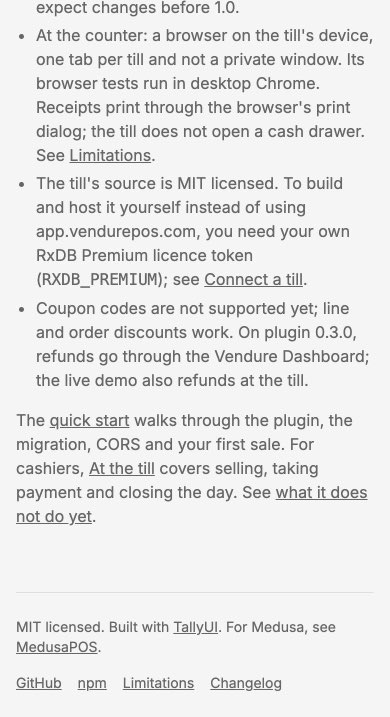 expect changes before 1.0.
• At the counter: a browser on the till's device,
one tab per till and not a private window. Its
browser tests run in desktop Chrome.
Receipts print through the browser's print
dialog; the till does not open a cash drawer.
See Limitations.
• The till's source is MIT licensed. To build
and host it yourself instead of using
app.vendurepos.com, you need your own
RxDB Premium licence token
(RXDB_PREMIUM); see Connect a till.
• Coupon codes are not supported yet; line
and order discounts work. On plugin 0.3.0,
refunds go through the Vendure Dashboard;
the live demo also refunds at the till.
The quick start walks through the plugin, the
migration, CORS and your first sale. For
cashiers, At the till covers selling, taking
payment and closing the day. See what it does
not do yet.
MIT licensed. Built with TallyUI. For Medusa, see
MedusaPOS.
GitHub npm Limitations Changelog